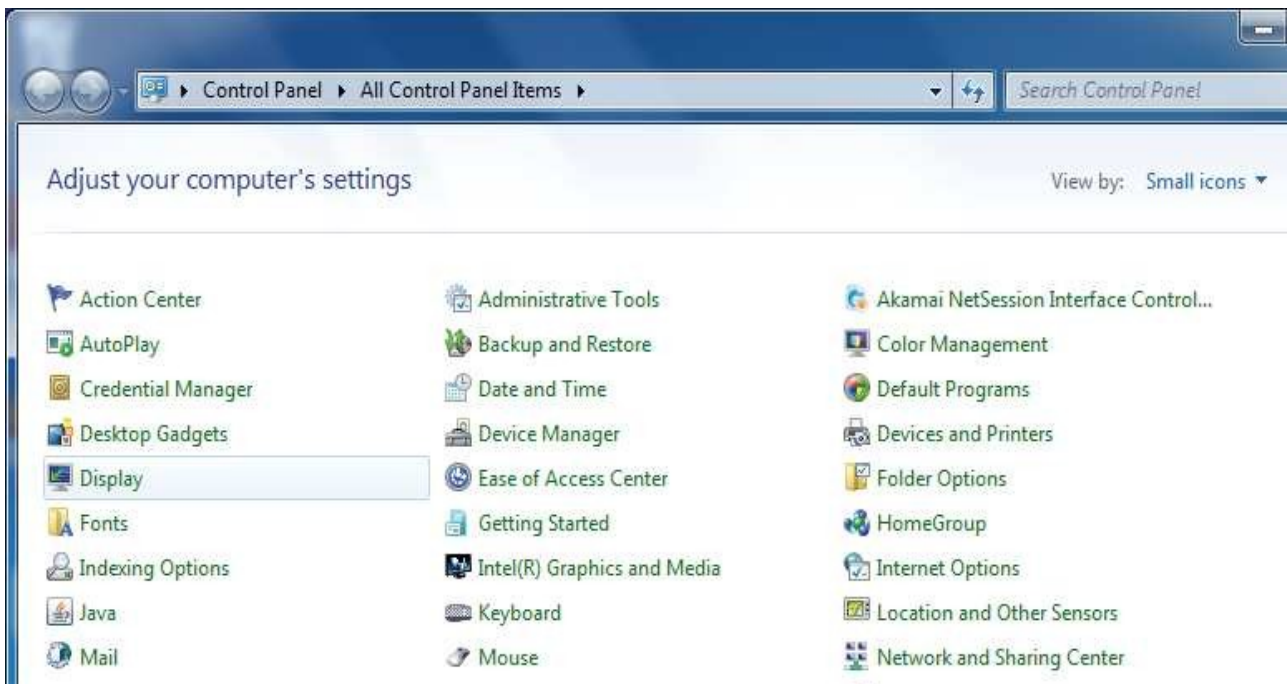 Control Panel All Control Panel Items Search Control Panel
Adjust your computer's settings View by: Small icons
Action Center Administrative Tools Akamai NetSession Interface Control...
AutoPlay Backup and Restore Color Management
Credential Manager Date and Time Default Programs
Desktop Gadgets Device Manager Devices and Printers
Display Ease of Access Center Folder Options
Fonts Getting Started HomeGroup
Indexing Options Intel(R) Graphics and Media Internet Options
Java Keyboard Location and Other Sensors
Mail Mouse Network and Sharing Center